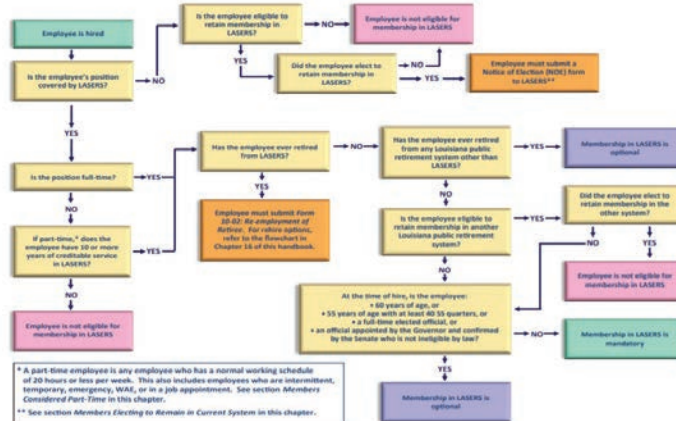 Employee is hired
Is the employee eligible to
retain membership in
LASERS?
NO
Employee is not eligible for
membership in LASERS
NO
YES
NO
Is the employee's position
covered by LASERS?
NO
Did the employee elect to
retain membership in
LASERS?
YES
Employee must submit a
Notice of Election (NOE) form
to LASERS**
YES
Has the employee ever retired
from LASERS?
NO
Has the employee ever retired
from any Louisiana public
retirement system other than
LASERS?
YES
Membership in LASERS is
optional
Is the position full-time?
YES
YES
NO
NO
Employee must submit Form
10-02: Re-employment of
Retiree. For rehire options,
refer to the flowchart in
Chapter 16 of this handbook.
Is the employee eligible to
retain membership in another
Louisiana public retirement
system?
YES
Did the employee elect to
retain membership in the
other system?
If part-time,* does the
employee have 10 or more
years of creditable service
in LASERS?
YES
NO
YES
NO
NO
Employee is not eligible for
membership in LASERS
Employee is not eligible for
membership in LASERS
At the time of hire, is the employee:
• 60 years of age, or
• 55 years of age with at least 40 SS quarters, or
• a full-time elected official, or
• an official appointed by the Governor and confirmed
by the Senate who is not ineligible by law?
NO
Membership in LASERS is
mandatory
YES
Membership in LASERS is
optional
* A part-time employee is any employee who has a normal working schedule
of 20 hours or less per week. This also includes employees who are intermittent,
temporary, emergency, WAE, or in a job appointment. See section Members
Considered Part-Time in this chapter.
** See section Members Electing to Remain in Current System in this chapter.